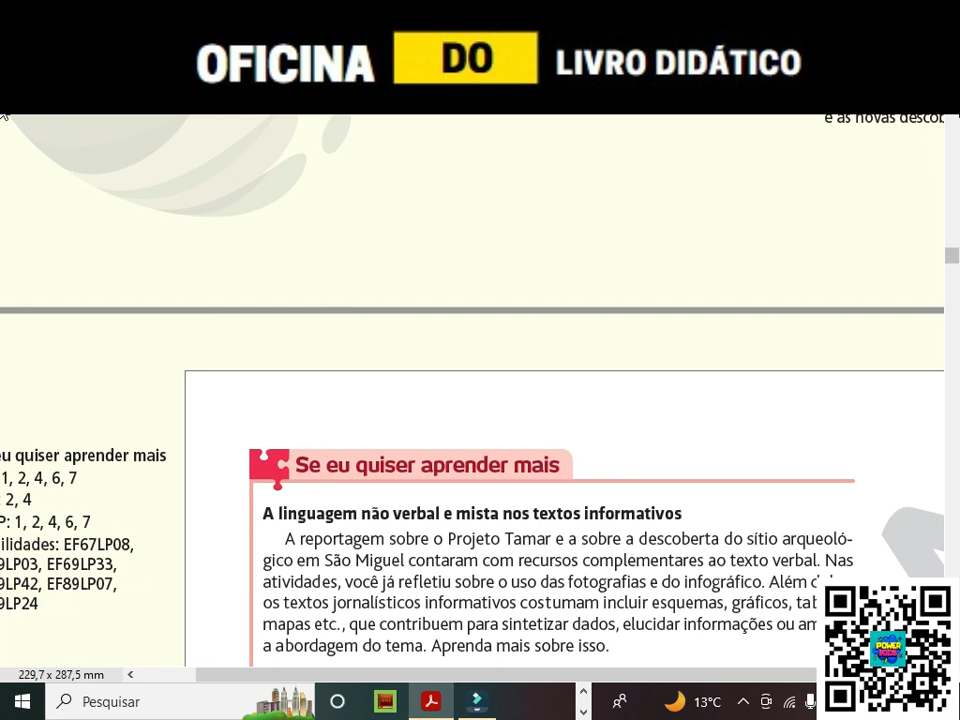 OFICINA DO LIVRO DIDÁTICO
e as novas descob
eu quiser aprender mais
1, 2, 4, 6, 7
: 2, 4
P: 1, 2, 4, 6, 7
ilidades: EF67LP08,
9LP03, EF69LP33,
9LP42, EF89LP07,
9LP24
Se eu quiser aprender mais
A linguagem não verbal e mista nos textos informativos
A reportagem sobre o Projeto Tamar e a sobre a descoberta do sítio arqueoló-
gico em São Miguel contaram com recursos complementares ao texto verbal. Nas
atividades, você já refletiu sobre o uso das fotografias e do infográfico. Além
os textos jornalísticos informativos costumam incluir esquemas, gráficos,
mapas etc., que contribuem para sintetizar dados, elucidar informações ou
a abordagem do tema. Aprenda mais sobre isso.
229,7 x 287,5 mm
Pesquisar
13°C
POWER